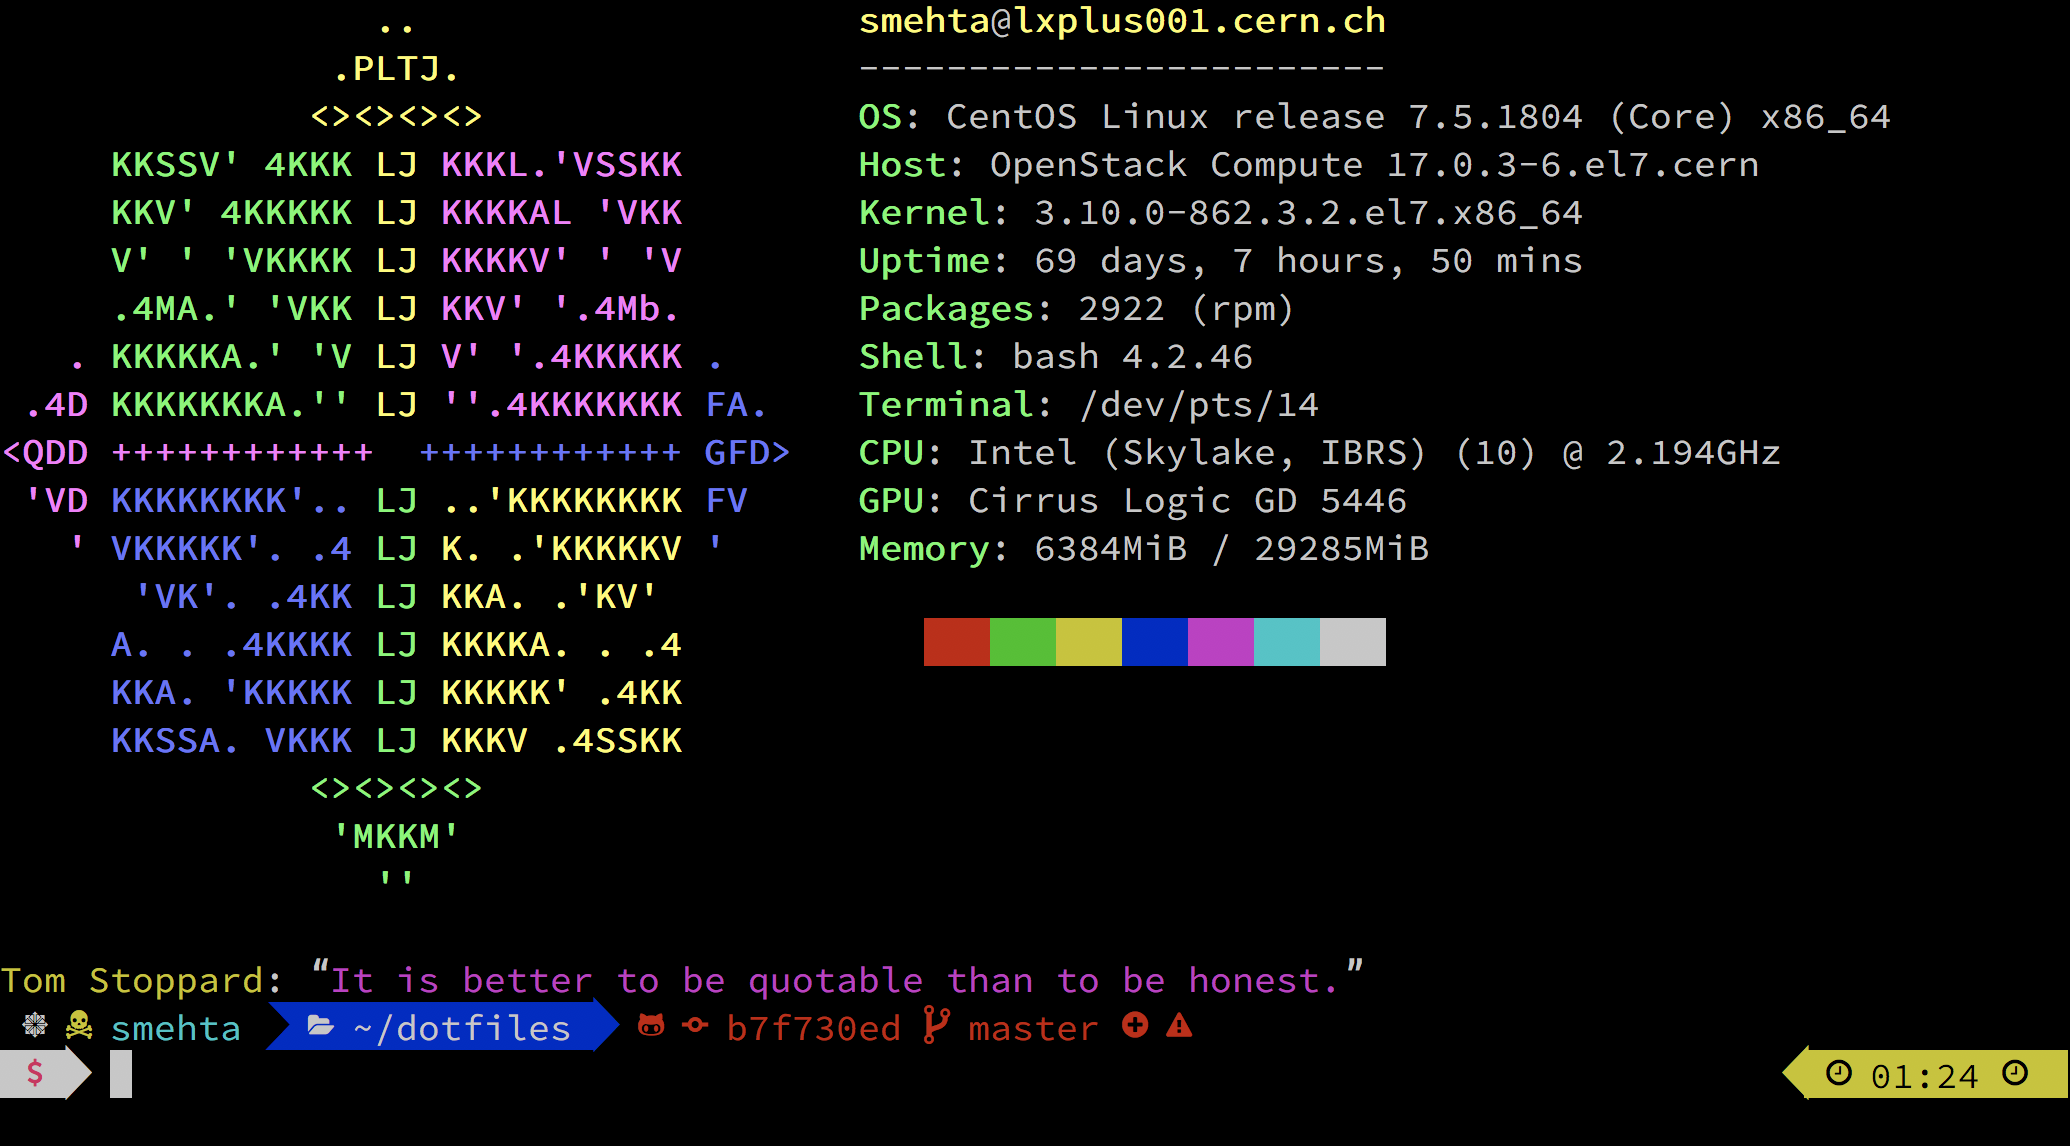 ..
.PLTJ.
<><><><>
KKSSV' 4KKK LJ KKKL.'VSSKK
KKV' 4KKKKK LJ KKKKAL 'VKK
V' ' 'VKKKK LJ KKKKV' ' 'V
.4MA.' 'VKK LJ KKV' '.4Mb.
. KKKKKA.' 'V LJ V' '.4KKKKK .
.4D KKKKKKKA.'' LJ ''.4KKKKKKK FA.
<QDD ++++++++++++  ++++++++++++ GFD>
'VD KKKKKKKK'.. LJ ..'KKKKKKKK FV
' VKKKKK'. .4 LJ K. .'KKKKKV '
'VK'. .4KK LJ KKA. .'KV'
A. . .4KKKK LJ KKKKA. . .4
KKA. 'KKKKK LJ KKKKK' .4KK
KKSSA. VKKK LJ KKKV .4SSKK
<><><><>
'MKKM'
''
smehta@lxplus001.cern.ch
------------------------
OS: CentOS Linux release 7.5.1804 (Core) x86_64
Host: OpenStack Compute 17.0.3-6.el7.cern
Kernel: 3.10.0-862.3.2.el7.x86_64
Uptime: 69 days, 7 hours, 50 mins
Packages: 2922 (rpm)
Shell: bash 4.2.46
Terminal: /dev/pts/14
CPU: Intel (Skylake, IBRS) (10) @ 2.194GHz
GPU: Cirrus Logic GD 5446
Memory: 6384MiB / 29285MiB
Tom Stoppard: “It is better to be quotable than to be honest.”
smehta ~/dotfiles b7f730ed master
$
01:24